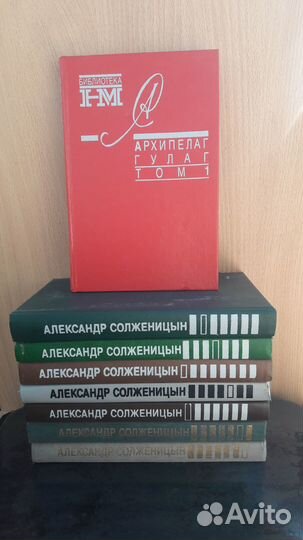 БИБЛИОТЕКА
НМ
А
АРХИПЕЛАГ
ГУЛАГ
ТОМ 1
АЛЕКСАНДР СОЛЖЕНИЦЫН
АЛЕКСАНДР СОЛЖЕНИЦЫН
АЛЕКСАНДР СОЛЖЕНИЦЫН
АЛЕКСАНДР СОЛЖЕНИЦЫН
АЛЕКСАНДР СОЛЖЕНИЦЫН
АЛЕКСАНДР СОЛЖЕНИЦЫН
АЛЕКСАНДР СОЛЖЕНИЦЫН
Avito